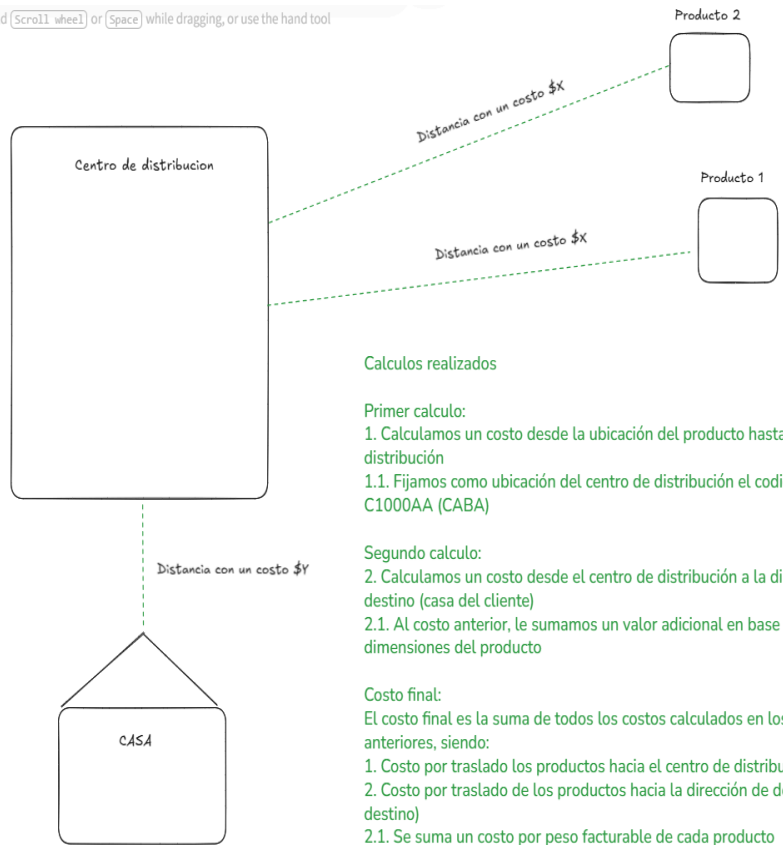 d Scroll wheel or Space while dragging, or use the hand tool
Producto 2
Distancia con un costo $X
Centro de distribucion
Producto 1
Distancia con un costo $X
Calculos realizados
Primer calculo:
1. Calculamos un costo desde la ubicación del producto hasta
distribución
1.1. Fijamos como ubicación del centro de distribución el codi
C1000AA (CABA)
Segundo calculo:
2. Calculamos un costo desde el centro de distribución a la di
destino (casa del cliente)
2.1. Al costo anterior, le sumamos un valor adicional en base
dimensiones del producto
Distancia con un costo $Y
Costo final:
El costo final es la suma de todos los costos calculados en los
anteriores, siendo:
1. Costo por traslado los productos hacia el centro de distribu
2. Costo por traslado de los productos hacia la dirección de d
destino)
2.1. Se suma un costo por peso facturable de cada producto
CASA